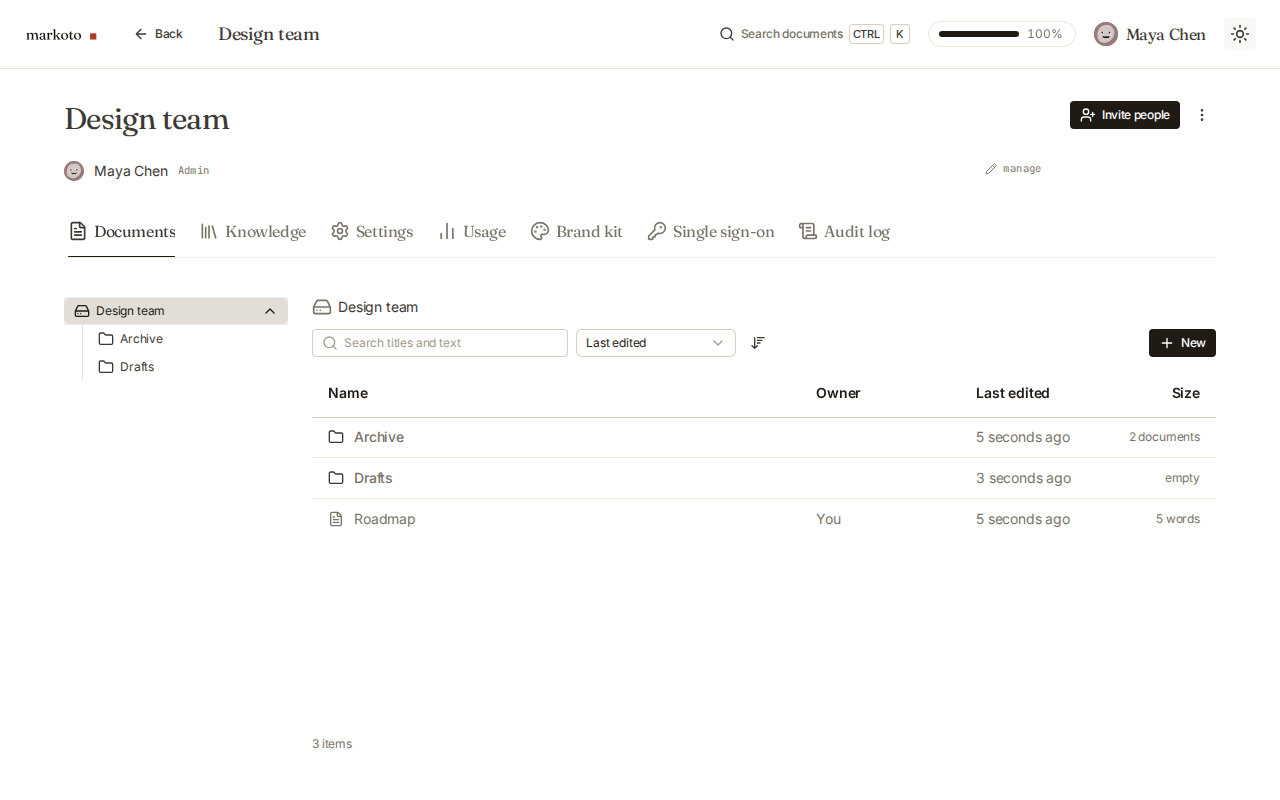 markoto
Back
Design team
Search documents CTRL K
100%
Maya Chen
Design team
Invite people
Maya Chen Admin
manage
Documents Knowledge Settings Usage Brand kit Single sign-on Audit log
Design team
Archive
Drafts
Design team
Search titles and text
Last edited
New
Name Owner Last edited Size
Archive 5 seconds ago 2 documents
Drafts 3 seconds ago empty
Roadmap You 5 seconds ago 5 words
3 items